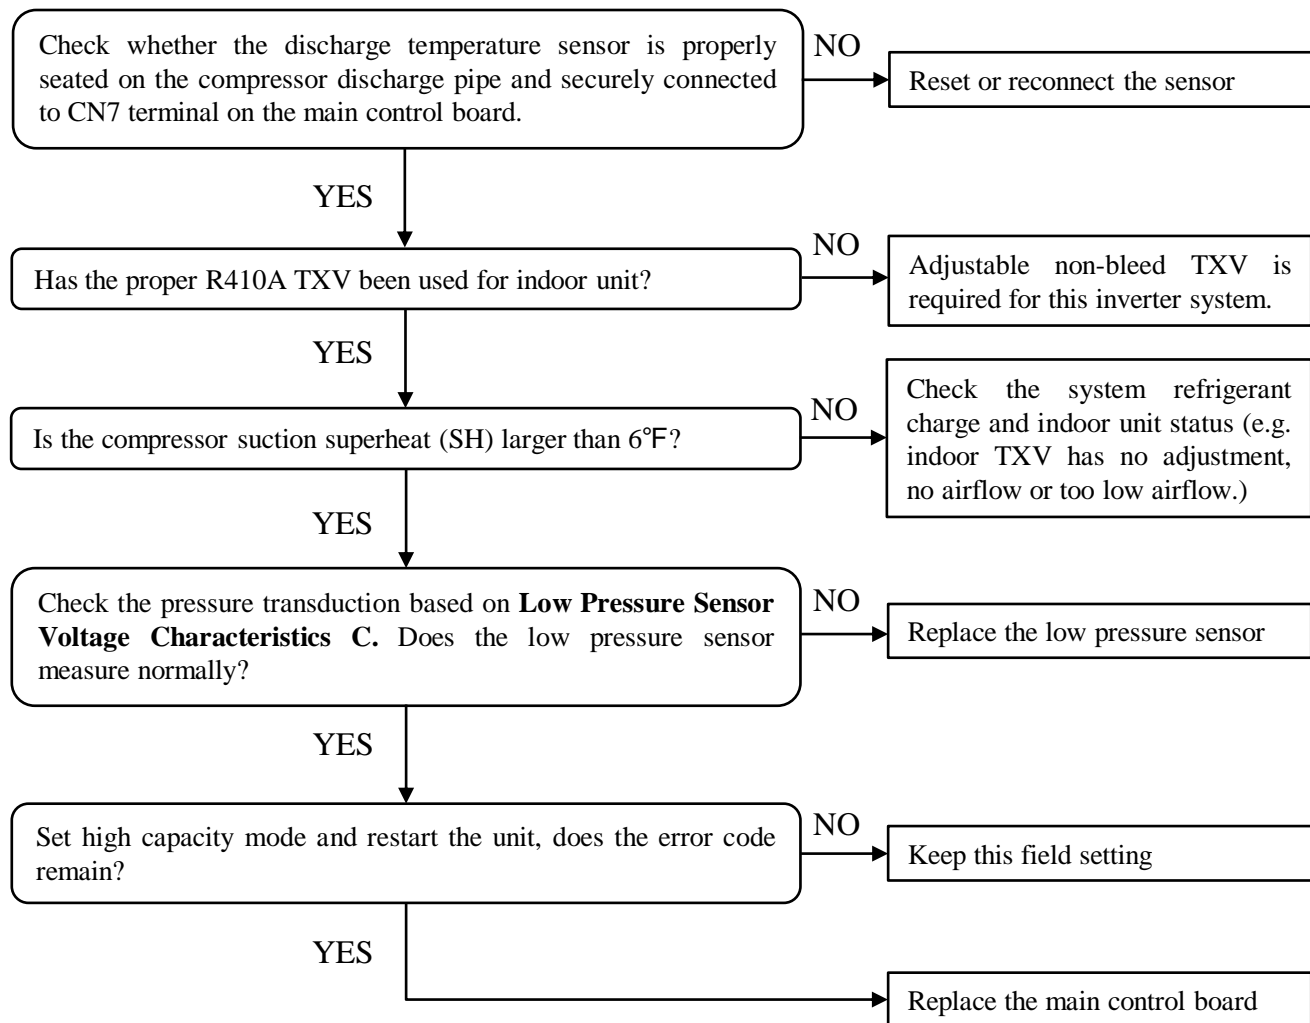 Check whether the discharge temperature sensor is properly
seated on the compressor discharge pipe and securely connected
to CN7 terminal on the main control board.
NO
Reset or reconnect the sensor
YES
Has the proper R410A TXV been used for indoor unit?
NO
Adjustable non-bleed TXV is
required for this inverter system.
YES
Is the compressor suction superheat (SH) larger than 6℉?
NO
Check the system refrigerant
charge and indoor unit status (e.g.
indoor TXV has no adjustment,
no airflow or too low airflow.)
YES
Check the pressure transduction based on Low Pressure Sensor
Voltage Characteristics C. Does the low pressure sensor
measure normally?
NO
Replace the low pressure sensor
YES
Set high capacity mode and restart the unit, does the error code
remain?
NO
Keep this field setting
YES
Replace the main control board